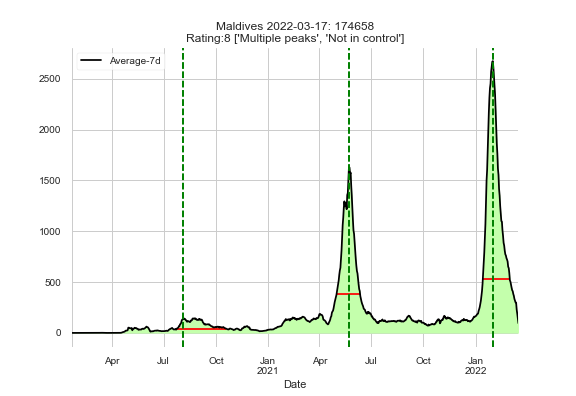 Maldives 2022-03-17: 174658
Rating:8 ['Multiple peaks', 'Not in control']
Average-7d
2500
2000
1500
1000
500
0
Apr Jul Oct Jan Apr Jul Oct Jan
2021 2022
Date